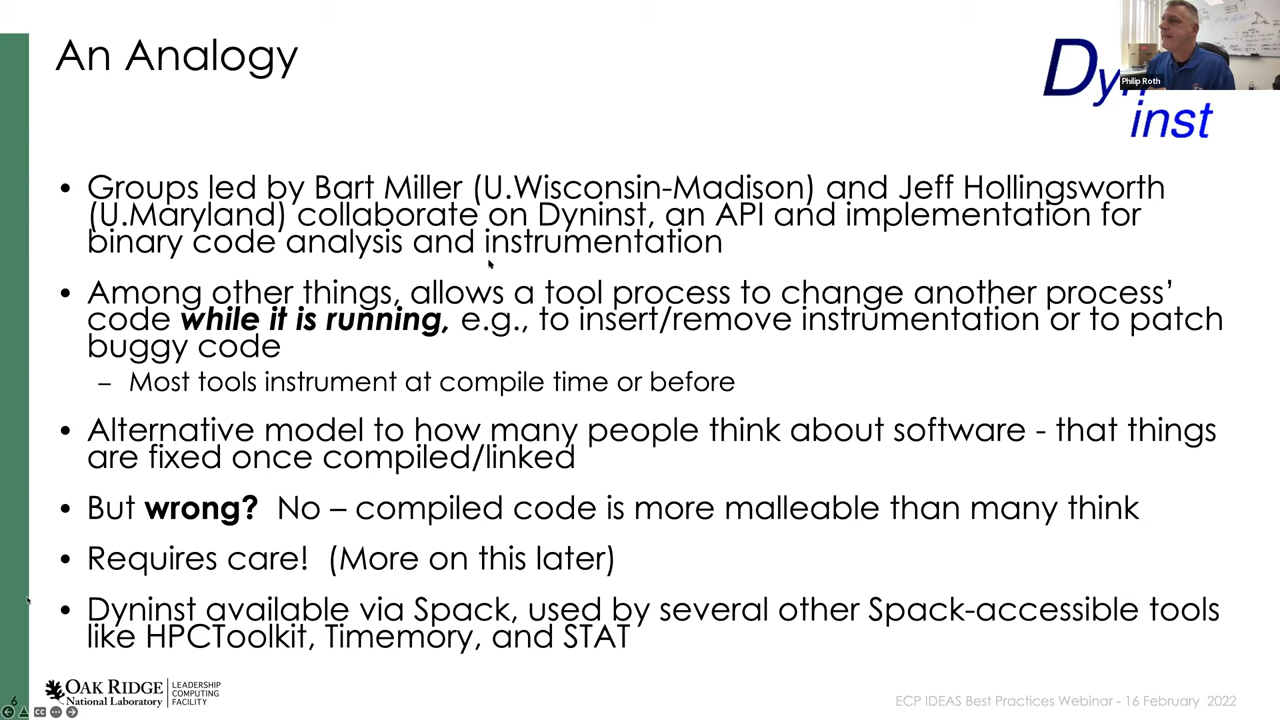 An Analogy
Dyn
inst
Philip Roth
• Groups led by Bart Miller (U.Wisconsin-Madison) and Jeff Hollingsworth
(U.Maryland) collaborate on Dyninst, an API and implementation for
binary code analysis and instrumentation
• Among other things, allows a tool process to change another process’
code while it is running, e.g., to insert/remove instrumentation or to patch
buggy code
– Most tools instrument at compile time or before
• Alternative model to how many people think about software - that things
are fixed once compiled/linked
• But wrong? No – compiled code is more malleable than many think
• Requires care! (More on this later)
• Dyninst available via Spack, used by several other Spack-accessible tools
like HPCToolkit, Timemory, and STAT
6
OAK RIDGE
National Laboratory
LEADERSHIP
COMPUTING
FACILITY
ECP IDEAS Best Practices Webinar - 16 February 2022